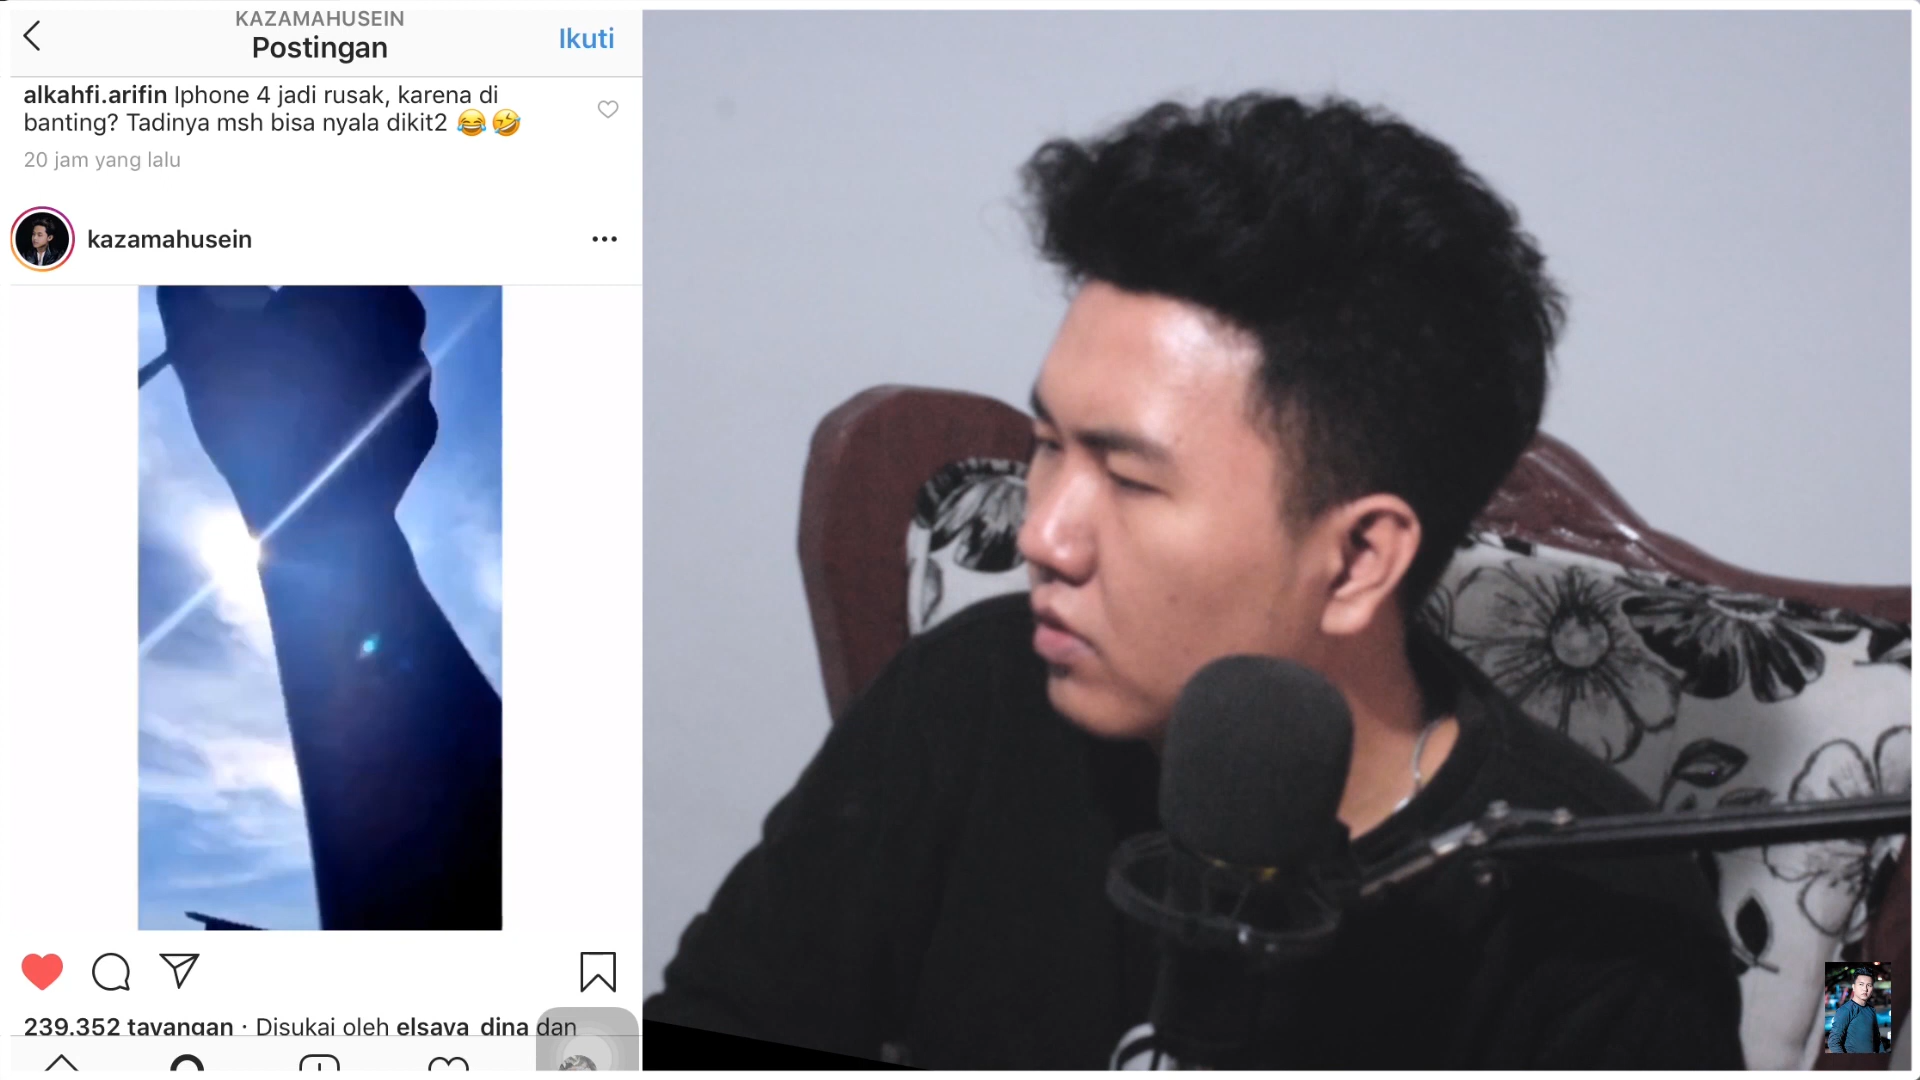 KAZAMAHUSEIN
Postingan
Ikuti
alkahfi.arifin Iphone 4 jadi rusak, karena di
banting? Tadinya msh bisa nyala dikit2 😂🤣
20 jam yang lalu
kazamahusein
239.352 tayangan · Disukai oleh elsaya_dina dan